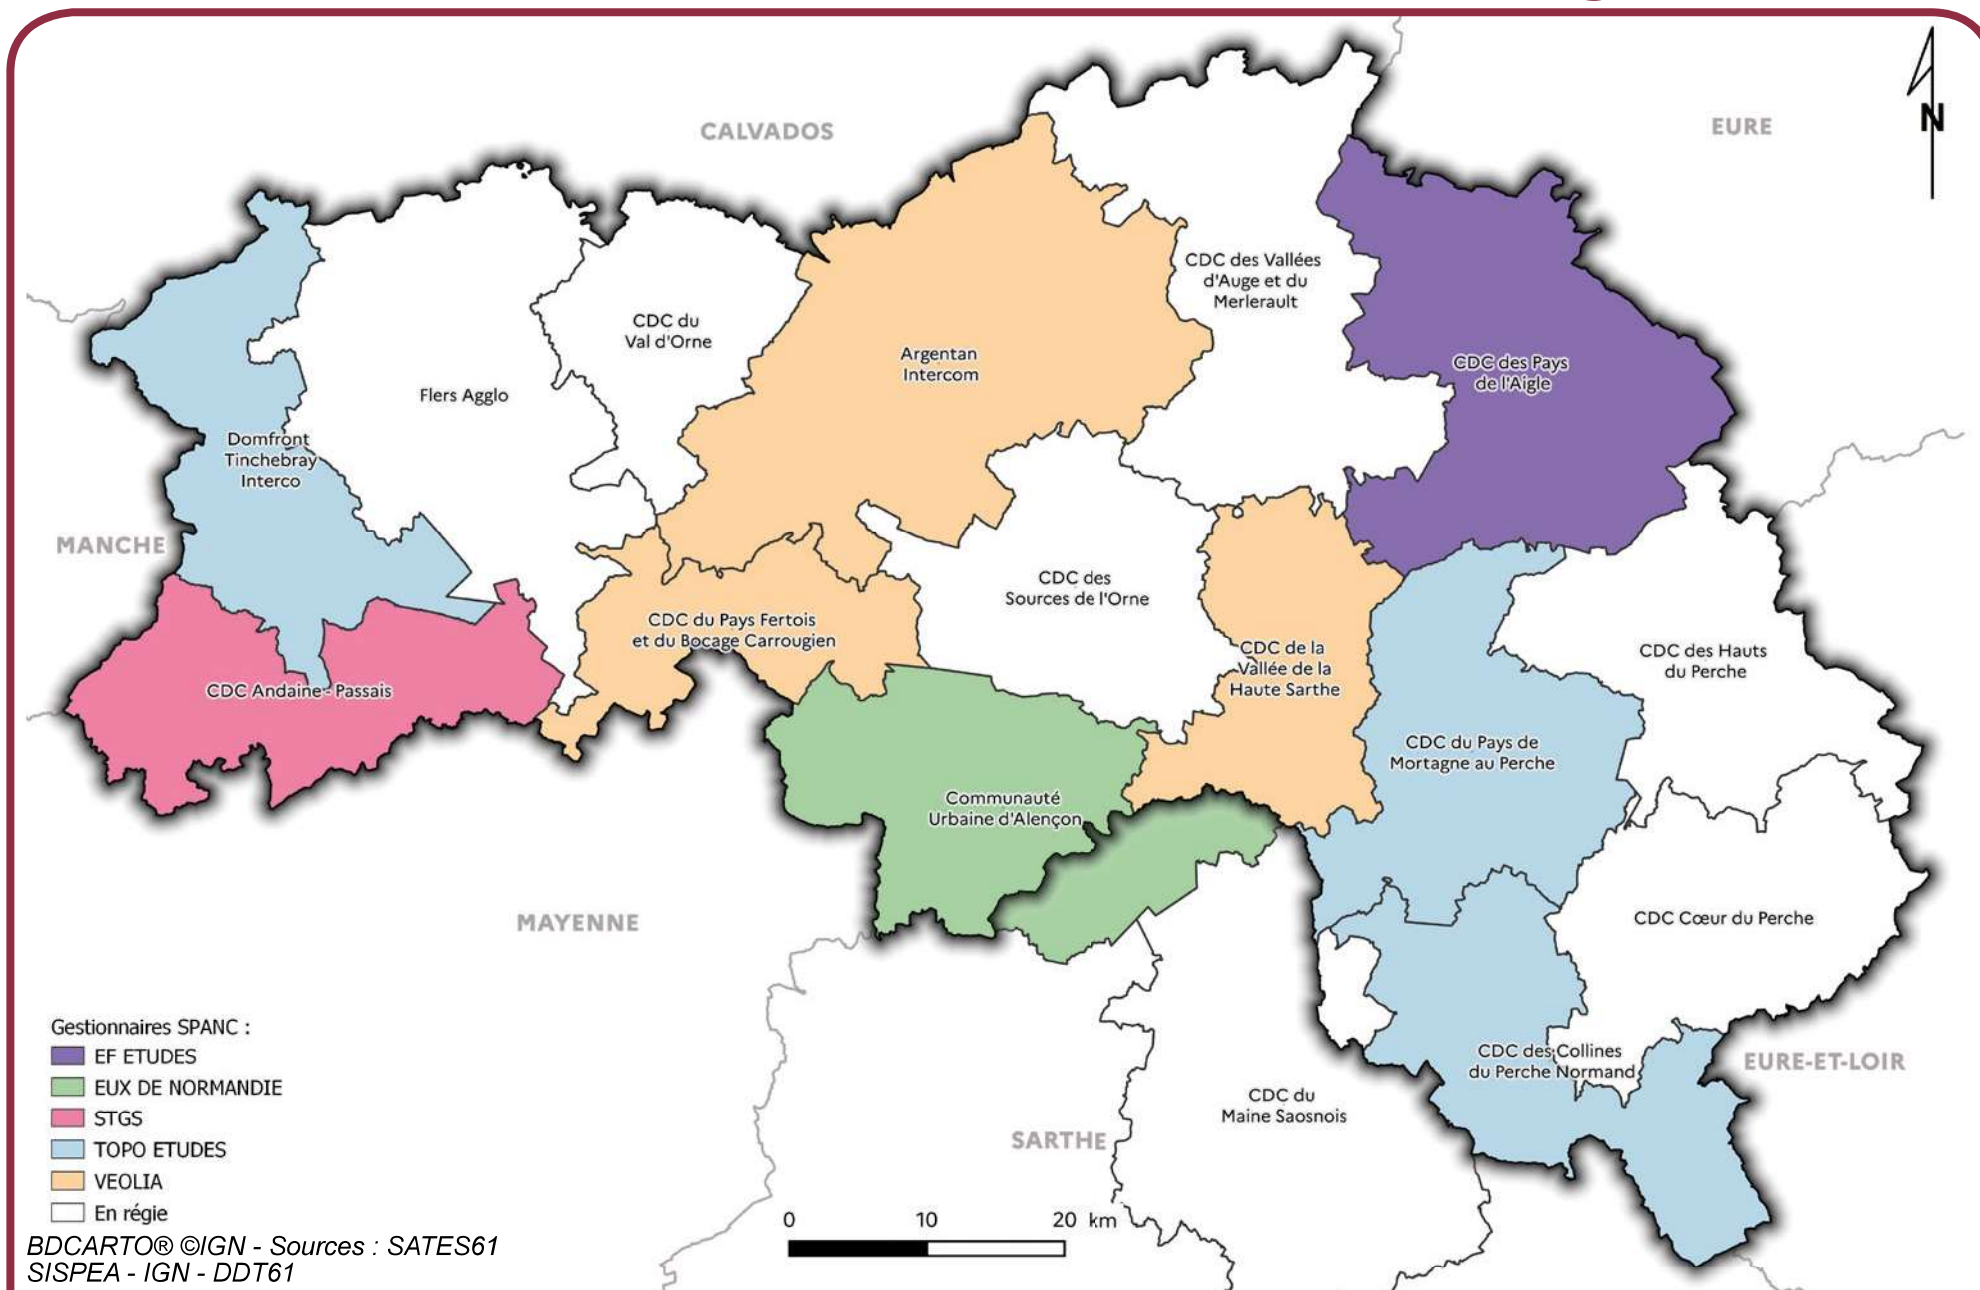 CALVADOS
EURE
N
CDC des Vallées
d'Auge et du
Merlerault
CDC du
Val d'Orne
Argentan
Intercom
CDC des Pays
de l'Aigle
Flers Agglo
Domfront
Tinchebray
Interco
MANCHE
CDC des
Sources de l'Orne
CDC du Pays Fertois
et du Bocage Carrougien
CDC de la
Vallée de la
Haute Sarthe
CDC des Hauts
du Perche
CDC Andaine - Passais
CDC du Pays de
Mortagne au Perche
Communauté
Urbaine d'Alençon
MAYENNE
CDC Cœur du Perche
CDC des Collines
du Perche Normand
EURE-ET-LOIR
CDC du
Maine Saosnois
SARTHE
Gestionnaires SPANC :
EF ETUDES
EUX DE NORMANDIE
STGS
TOPO ETUDES
VEOLIA
En régie
0 10 20 km
BDCARTO® ©IGN - Sources : SATES61
SISPEA - IGN - DDT61